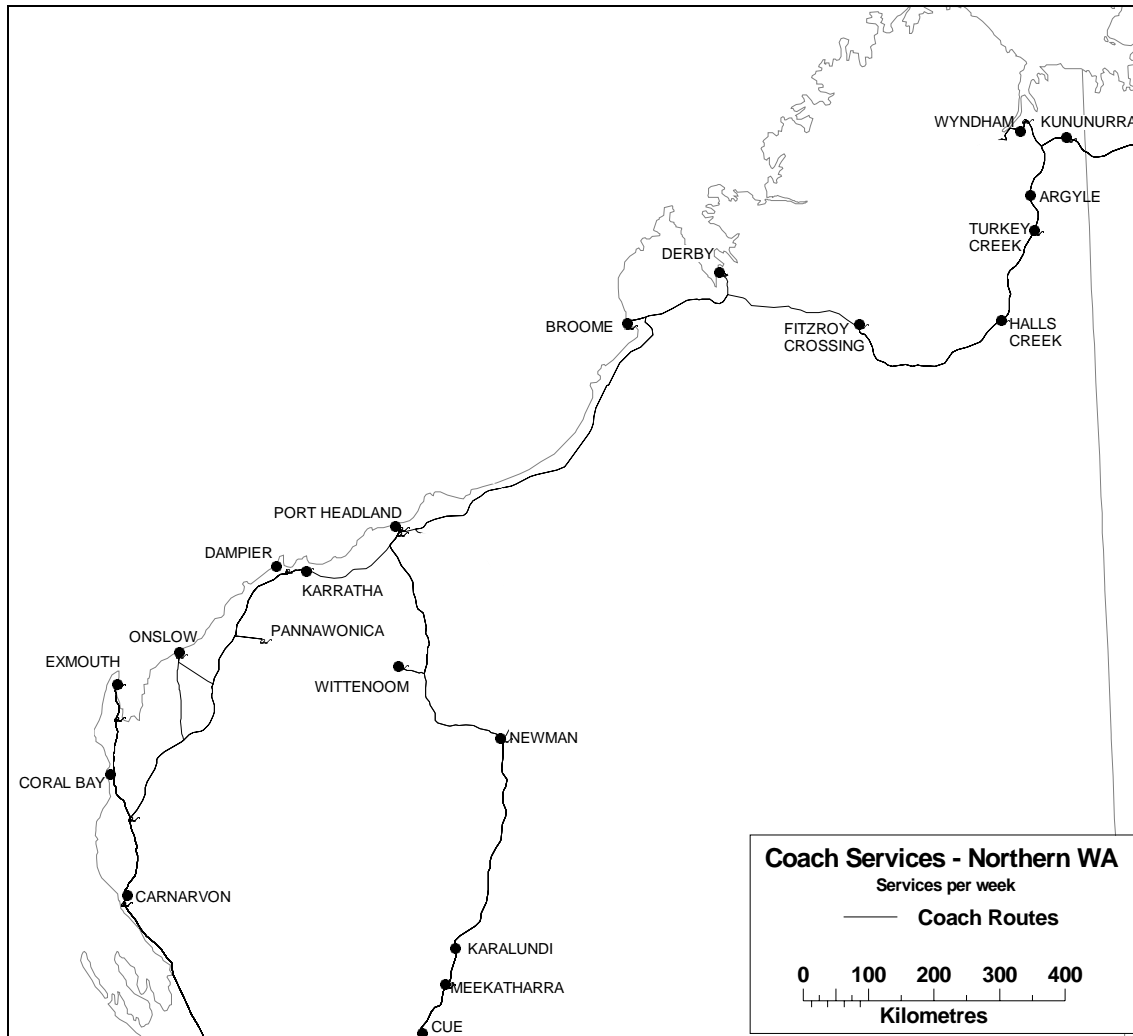 WYNDHAM
KUNUNURRA
ARGYLE
TURKEY
CREEK
DERBY
BROOME
FITZROY
CROSSING
HALLS
CREEK
PORT HEADLAND
DAMPIER
KARRATHA
ONSLOW
PANNAWONICA
EXMOUTH
WITTENOOM
NEWMAN
CORAL BAY
CARNARVON
KARALUNDI
MEEKATHARRA
CUE
Coach Services - Northern WA
Services per week
Coach Routes
0 100 200 300 400
Kilometres